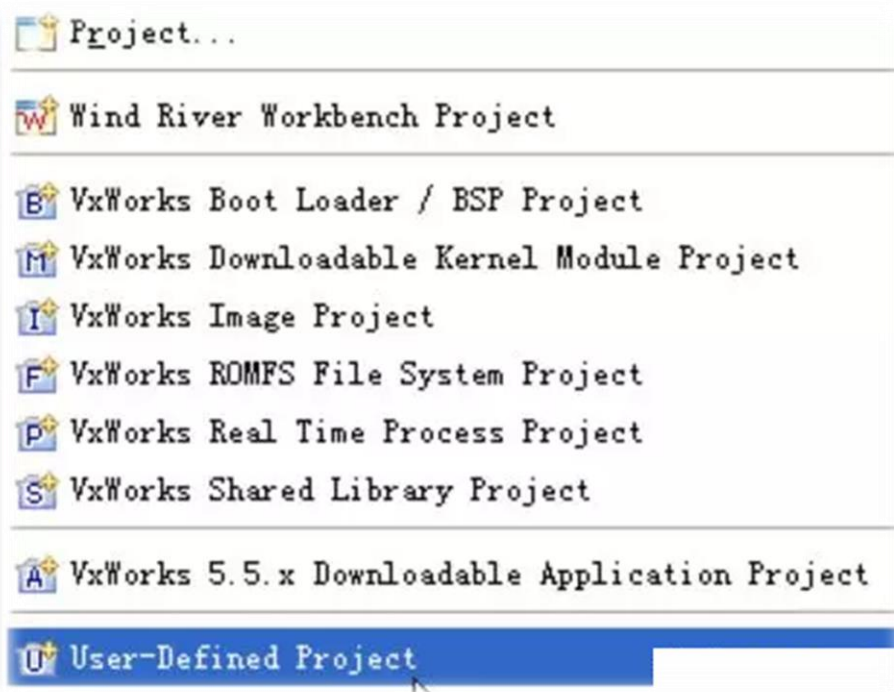 Project...
Wind River Workbench Project
VxWorks Boot Loader / BSP Project
VxWorks Downloadable Kernel Module Project
VxWorks Image Project
VxWorks ROMFS File System Project
VxWorks Real Time Process Project
VxWorks Shared Library Project
VxWorks 5.5.x Downloadable Application Project
User-Defined Project